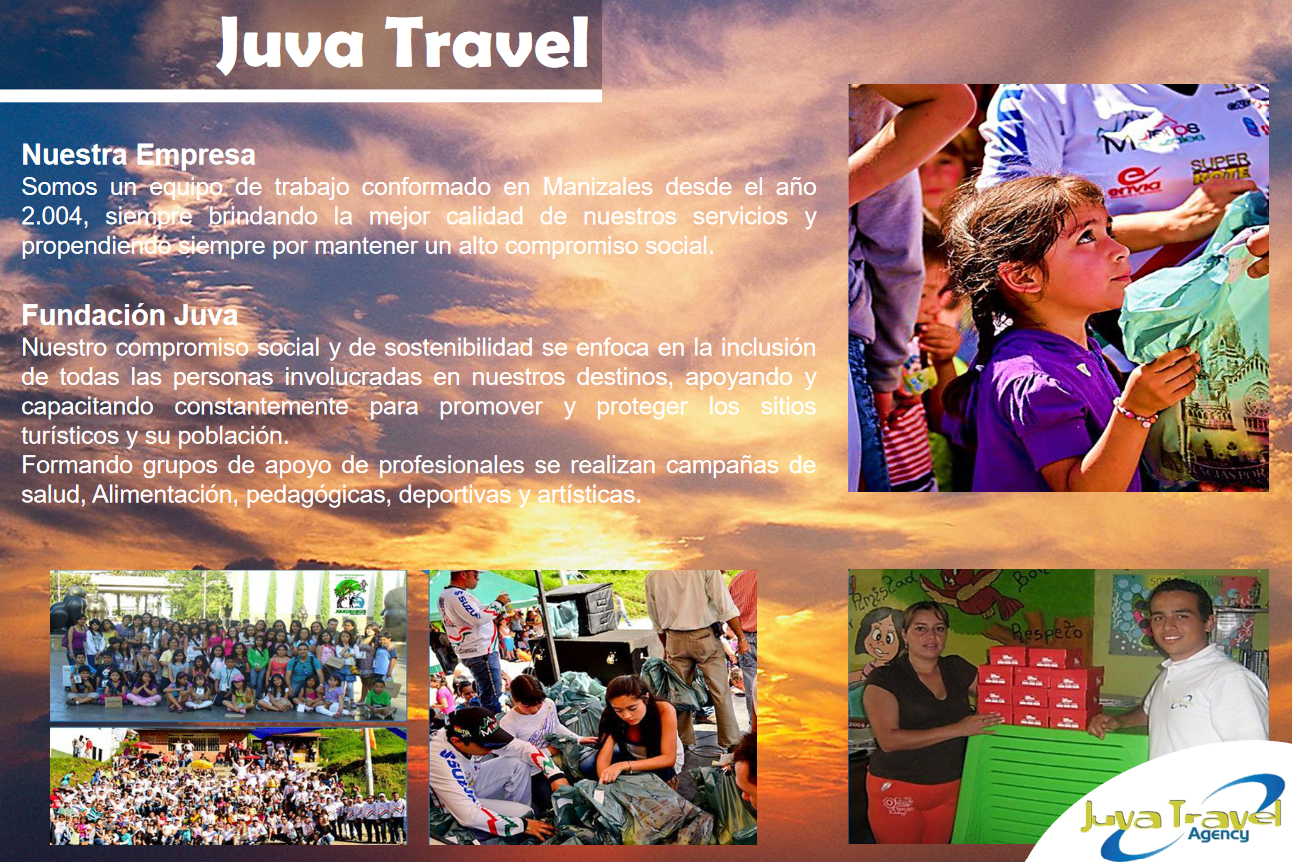 Juva Travel
Nuestra Empresa
Somos un equipo de trabajo conformado en Manizales desde el año
2.004, siempre brindando la mejor calidad de nuestros servicios y
propendiendo siempre por mantener un alto compromiso social.
Fundación Juva
Nuestro compromiso social y de sostenibilidad se enfoca en la inclusión
de todas las personas involucradas en nuestros destinos, apoyando y
capacitando constantemente para promover y proteger los sitios
turísticos y su población.
Formando grupos de apoyo de profesionales se realizan campañas de
salud, Alimentación, pedagógicas, deportivas y artísticas.
envia
SUPER
SUZUKI
Respeto
Juva Travel
Agency